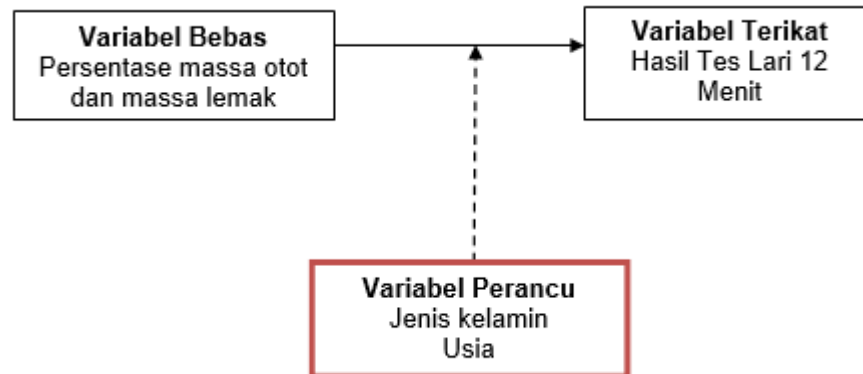 Variabel Bebas
Persentase massa otot
dan massa lemak
Variabel Terikat
Hasil Tes Lari 12
Menit
Variabel Perancu
Jenis kelamin
Usia